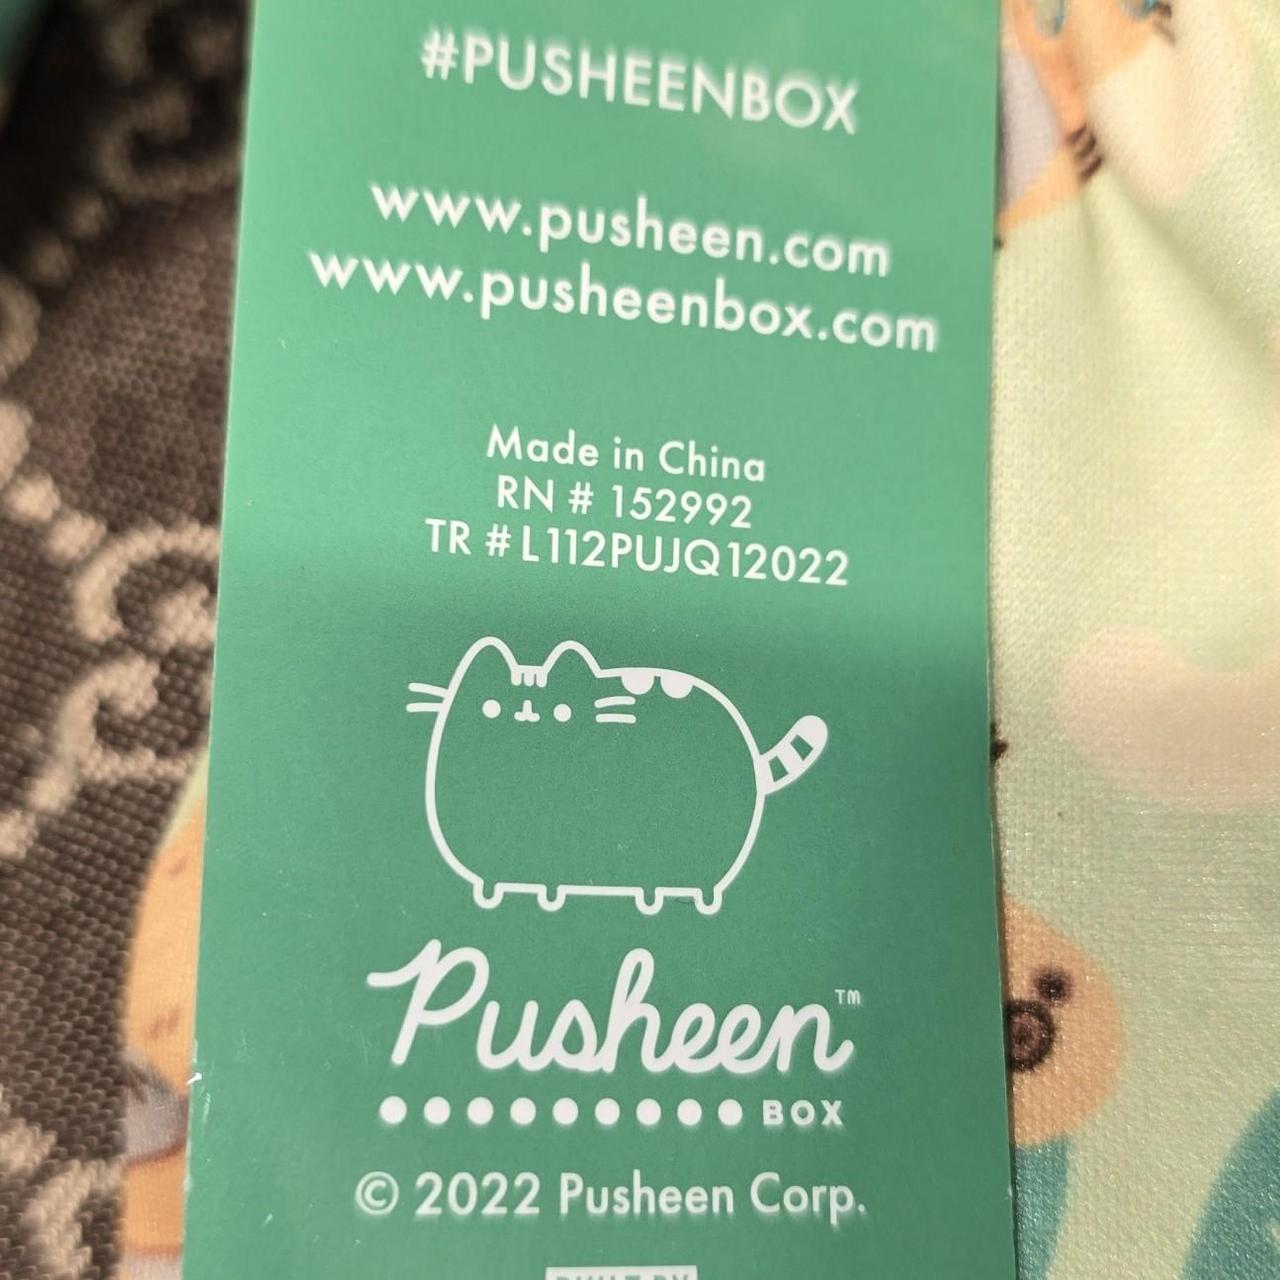 #PUSHEENBOX
www.pusheen.com
www.pusheenbox.com
Made in China
RN # 152992
TR # L112PUJQ12022
Pusheen™
BOX
© 2022 Pusheen Corp.